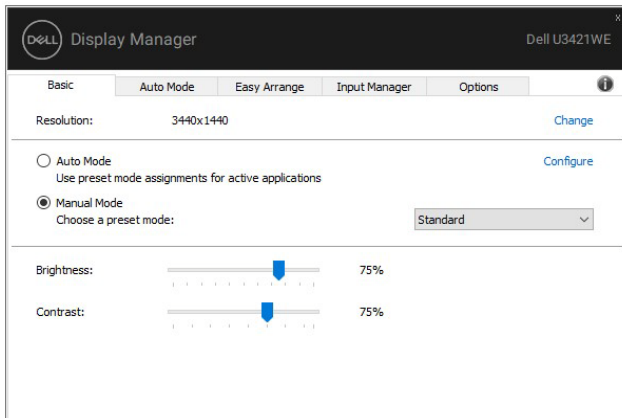 DELL Display Manager
Dell U3421WE
x
Basic
Auto Mode
Easy Arrange
Input Manager
Options
Resolution:
3440x1440
Change
Auto Mode
Configure
Use preset mode assignments for active applications
Manual Mode
Choose a preset mode:
Standard
Brightness:
75%
Contrast:
75%